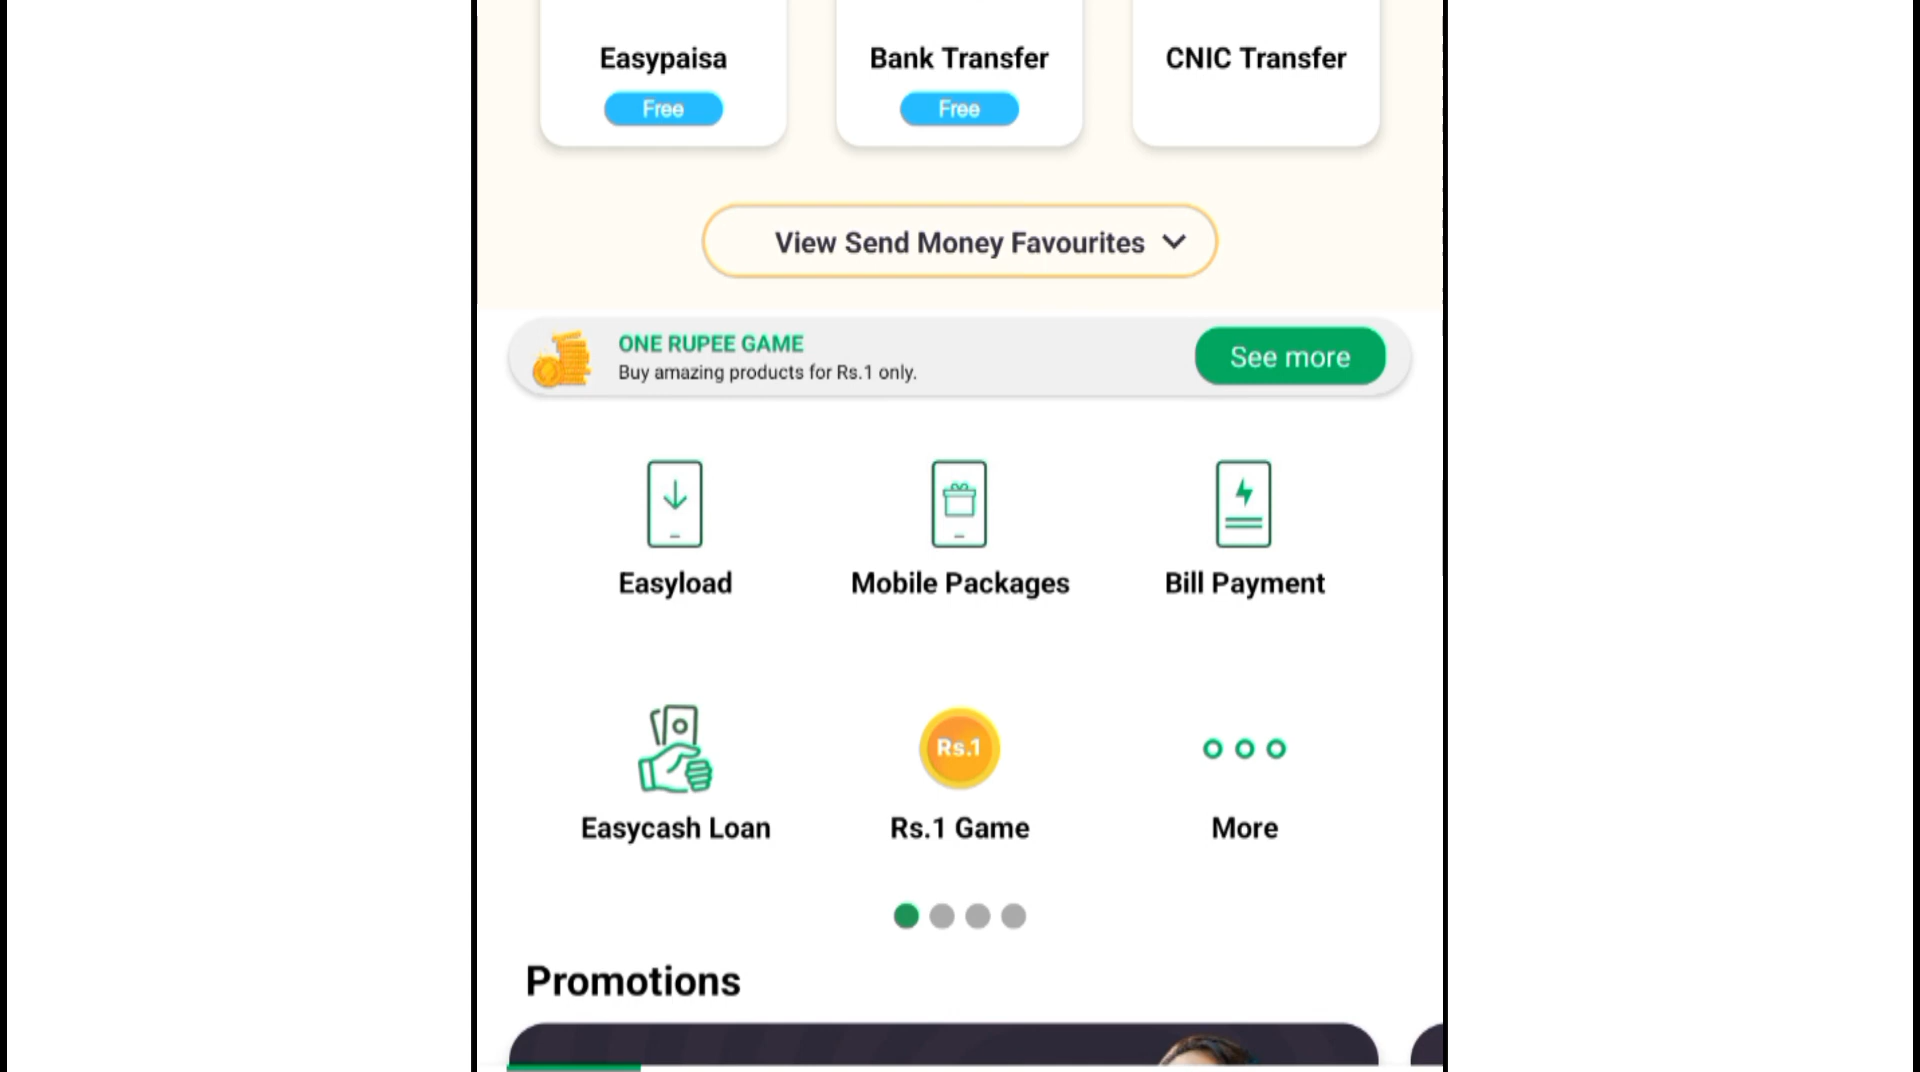 Easypaisa
Bank Transfer
CNIC Transfer
Free
Free
View Send Money Favourites
ONE RUPEE GAME
Buy amazing products for Rs.1 only.
See more
Easyload
Mobile Packages
Bill Payment
Rs.1
Easycash Loan
Rs.1 Game
More
Promotions